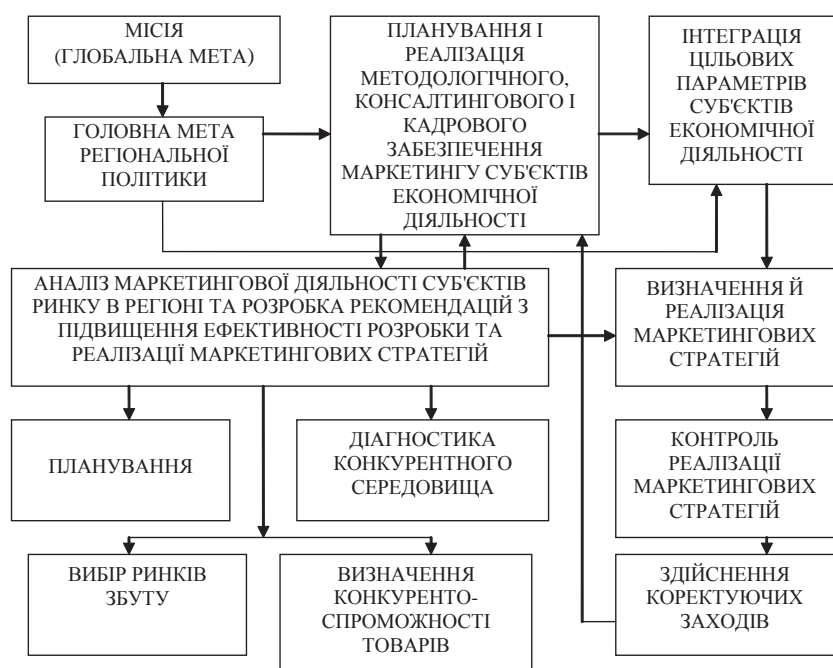 МІСІЯ
(ГЛОБАЛЬНА МЕТА)
ГОЛОВНА МЕТА
РЕГІОНАЛЬНОЇ
ПОЛІТИКИ
ПЛАНУВАННЯ І
РЕАЛІЗАЦІЯ
МЕТОДОЛОГІЧНОГО,
КОНСАЛТИНГОВОГО І
КАДРОВОГО
ЗАБЕЗПЕЧЕННЯ
МАРКЕТИНГУ СУБ'ЄКТІВ
ЕКОНОМІЧНОЇ
ДІЯЛЬНОСТІ
ІНТЕГРАЦІЯ
ЦІЛЬОВИХ
ПАРАМЕТРІВ
СУБ'ЄКТІВ
ЕКОНОМІЧНОЇ
ДІЯЛЬНОСТІ
АНАЛІЗ МАРКЕТИНГОВОЇ ДІЯЛЬНОСТІ СУБ'ЄКТІВ
РИНКУ В РЕГІОНІ ТА РОЗРОБКА РЕКОМЕНДАЦІЙ З
ПІДВИЩЕННЯ ЕФЕКТИВНОСТІ РОЗРОБКИ ТА
РЕАЛІЗАЦІЇ МАРКЕТИНГОВИХ СТРАТЕГІЙ
ВИЗНАЧЕННЯ Й
РЕАЛІЗАЦІЯ
МАРКЕТИНГОВИХ
СТРАТЕГІЙ
ПЛАНУВАННЯ
ДІАГНОСТИКА
КОНКУРЕНТНОГО
СЕРЕДОВИЩА
КОНТРОЛЬ
РЕАЛІЗАЦІЇ
МАРКЕТИНГОВИХ
СТРАТЕГІЙ
ВИБІР РИНКІВ
ЗБУТУ
ВИЗНАЧЕННЯ
КОНКУРЕНТО-
СПРОМОЖНОСТІ
ТОВАРІВ
ЗДІЙСНЕННЯ
КОРЕКТУЮЧИХ
ЗАХОДІВ